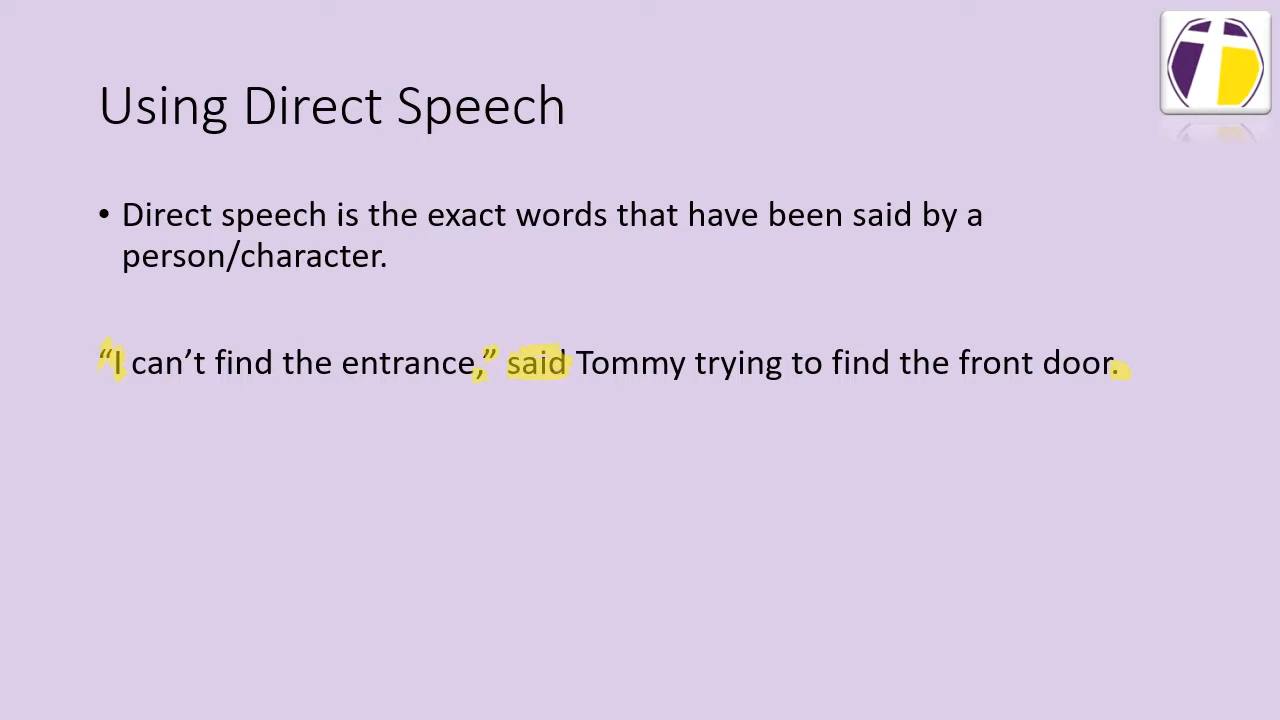 Using Direct Speech
• Direct speech is the exact words that have been said by a
person/character.
“I can’t find the entrance,” said Tommy trying to find the front door.